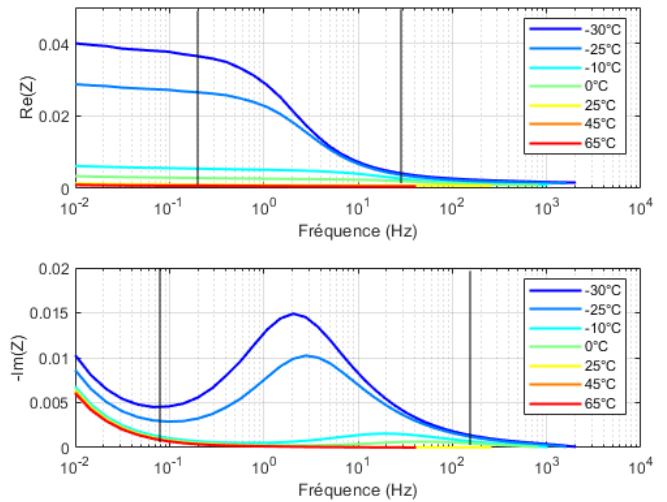 Re(Z)
0.04
0.02
0
10^-2
10^-1
10^0
10^1
10^2
10^3
10^4
Fréquence (Hz)
-30°C
-25°C
-10°C
0°C
25°C
45°C
65°C
-Im(Z)
0.02
0.015
0.01
0.005
0
10^-2
10^-1
10^0
10^1
10^2
10^3
10^4
Fréquence (Hz)
-30°C
-25°C
-10°C
0°C
25°C
45°C
65°C